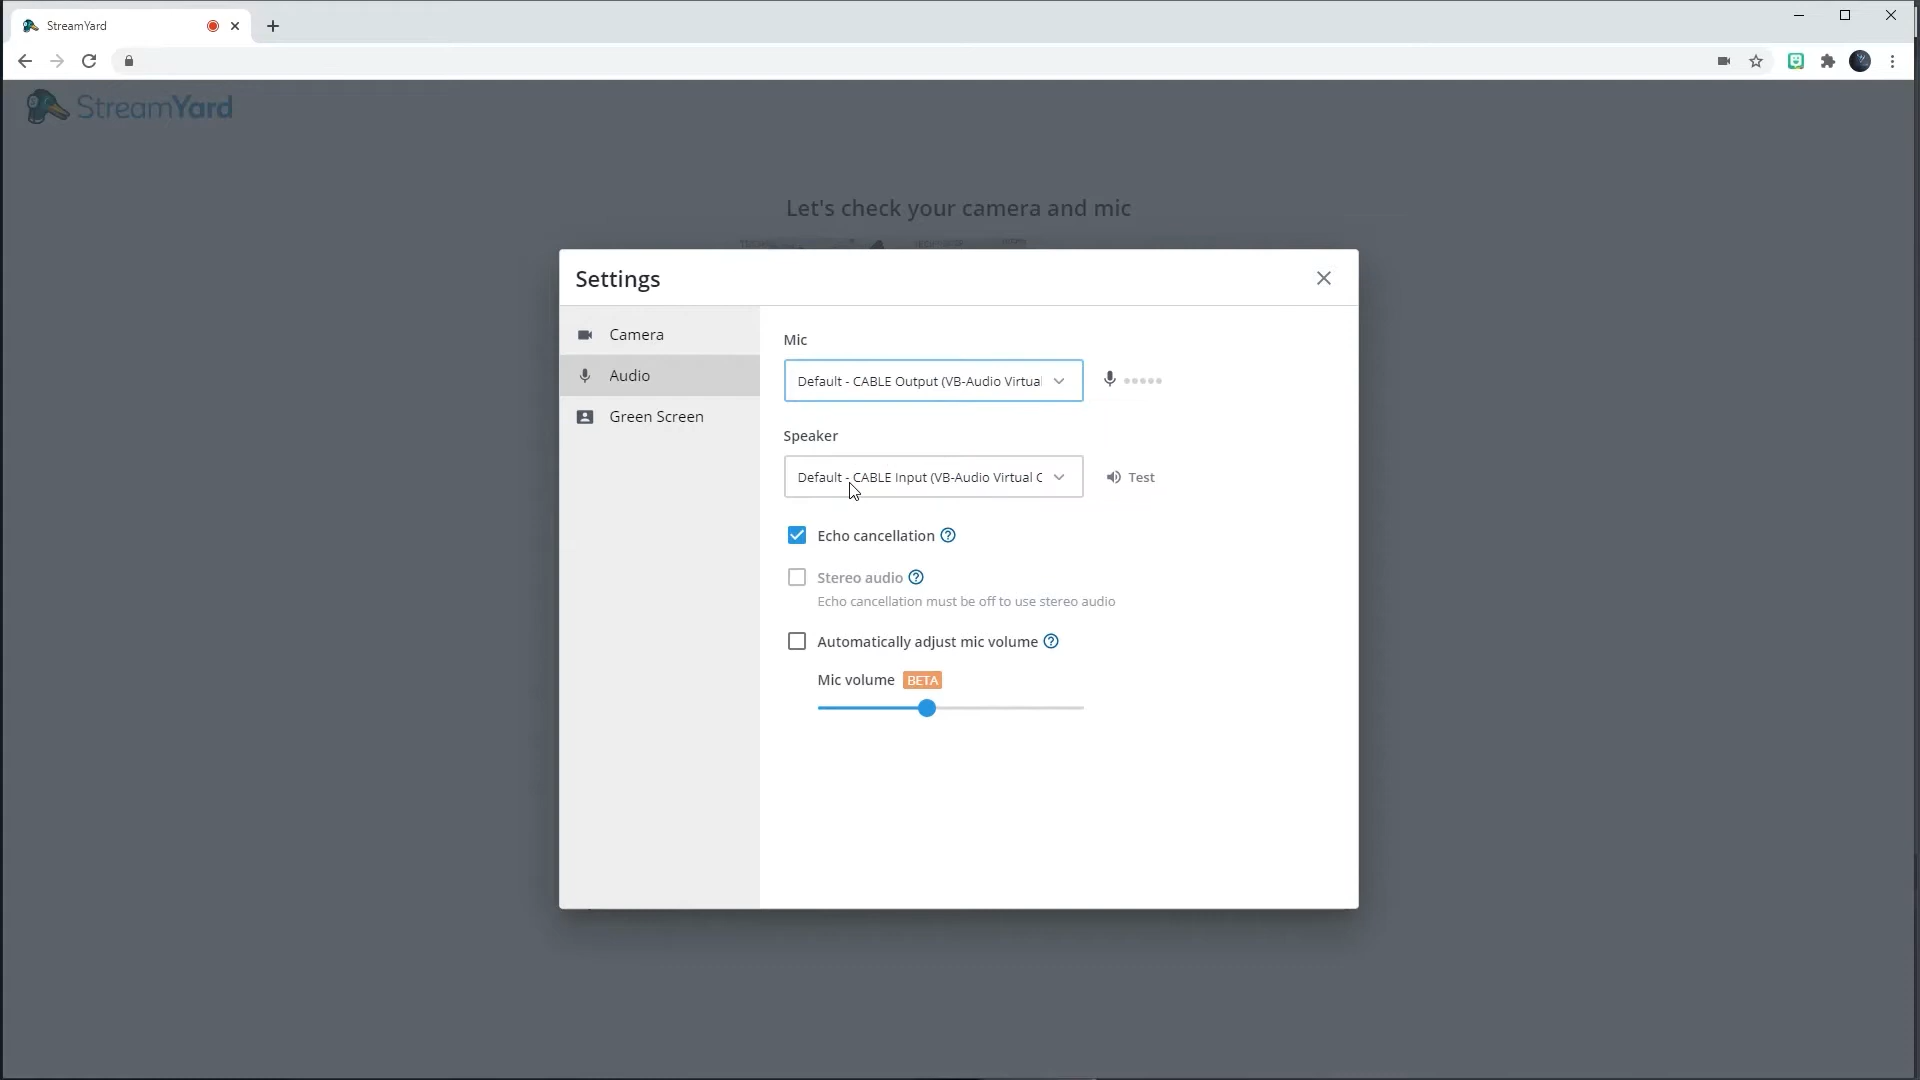 StreamYard
StreamYard
Let's check your camera and mic
Settings
Camera
Audio
Green Screen
Mic
Default - CABLE Output (VB-Audio Virtual
Speaker
Default - CABLE Input (VB-Audio Virtual C
Test
Echo cancellation
Stereo audio
Echo cancellation must be off to use stereo audio
Automatically adjust mic volume
Mic volume BETA